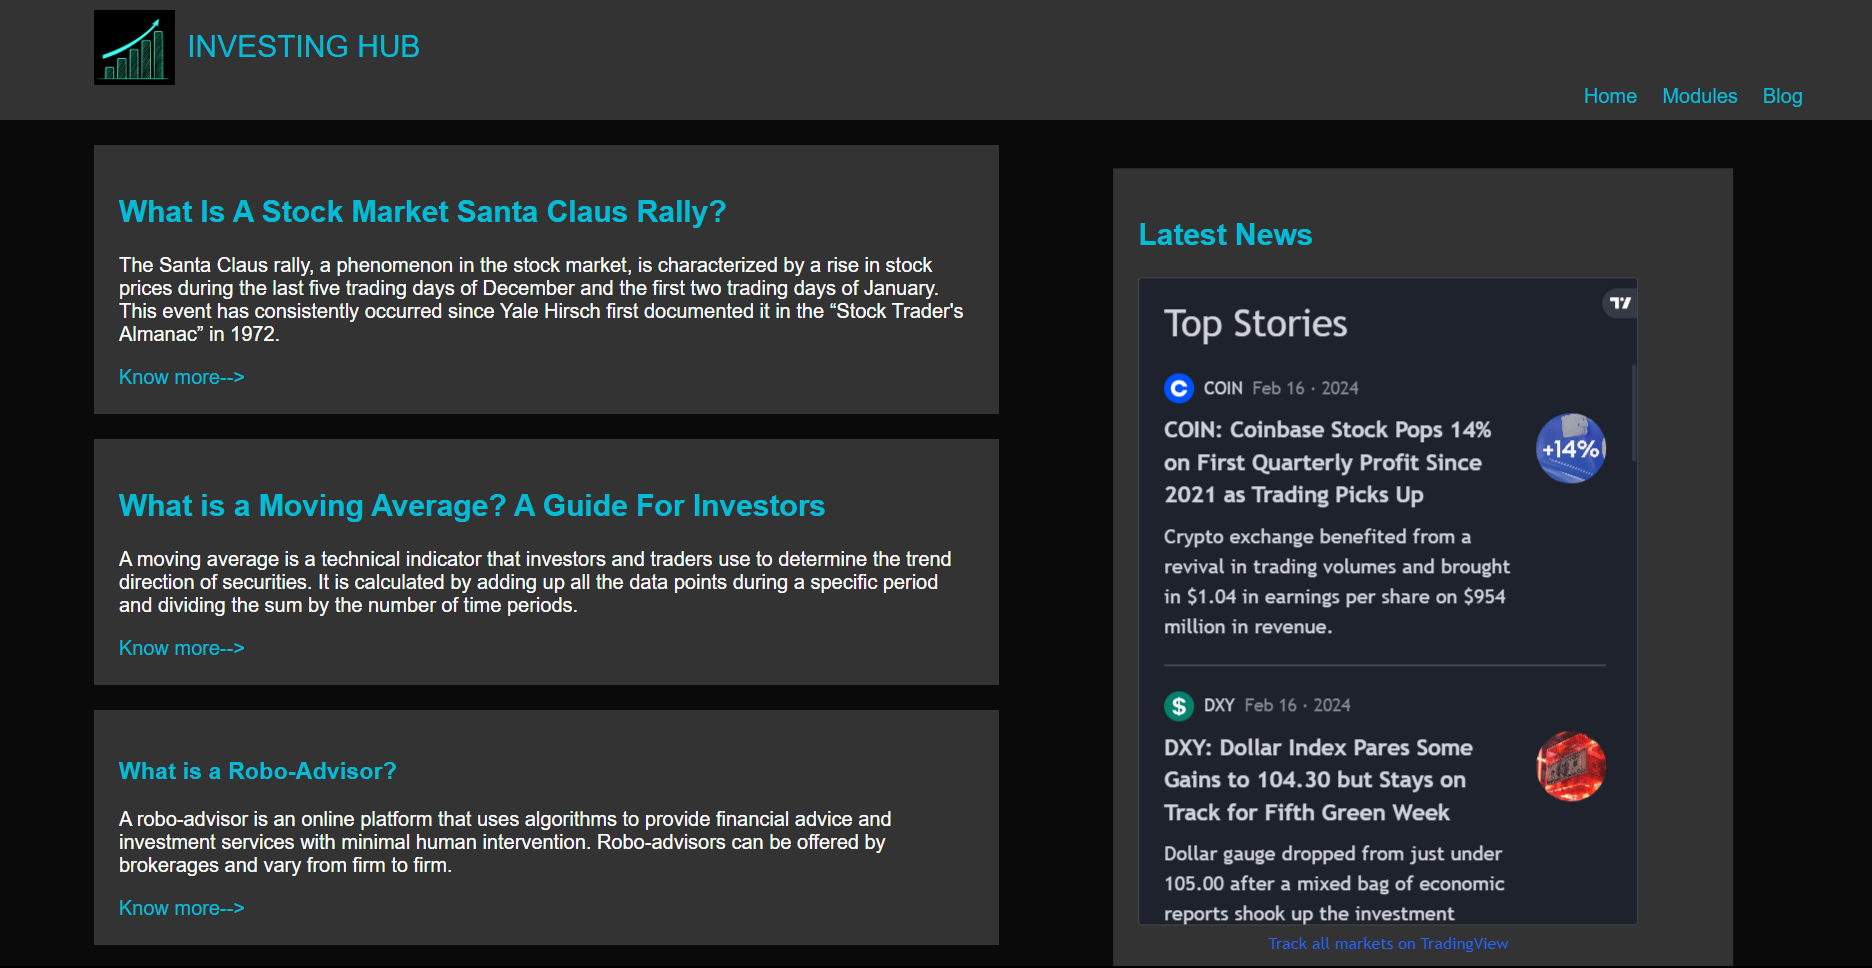 INVESTING HUB
Home Modules Blog
What Is A Stock Market Santa Claus Rally?
The Santa Claus rally, a phenomenon in the stock market, is characterized by a rise in stock
prices during the last five trading days of December and the first two trading days of January.
This event has consistently occurred since Yale Hirsch first documented it in the “Stock Trader's
Almanac” in 1972.
Know more-->
What is a Moving Average? A Guide For Investors
A moving average is a technical indicator that investors and traders use to determine the trend
direction of securities. It is calculated by adding up all the data points during a specific period
and dividing the sum by the number of time periods.
Know more-->
What is a Robo-Advisor?
A robo-advisor is an online platform that uses algorithms to provide financial advice and
investment services with minimal human intervention. Robo-advisors can be offered by
brokerages and vary from firm to firm.
Know more-->
Latest News
Top Stories
COIN Feb 16 · 2024
COIN: Coinbase Stock Pops 14%
on First Quarterly Profit Since
2021 as Trading Picks Up
+14%
Crypto exchange benefited from a
revival in trading volumes and brought
in $1.04 in earnings per share on $954
million in revenue.
$ DXY Feb 16 · 2024
DXY: Dollar Index Pares Some
Gains to 104.30 but Stays on
Track for Fifth Green Week
Dollar gauge dropped from just under
105.00 after a mixed bag of economic
reports shook up the investment
Track all markets on TradingView